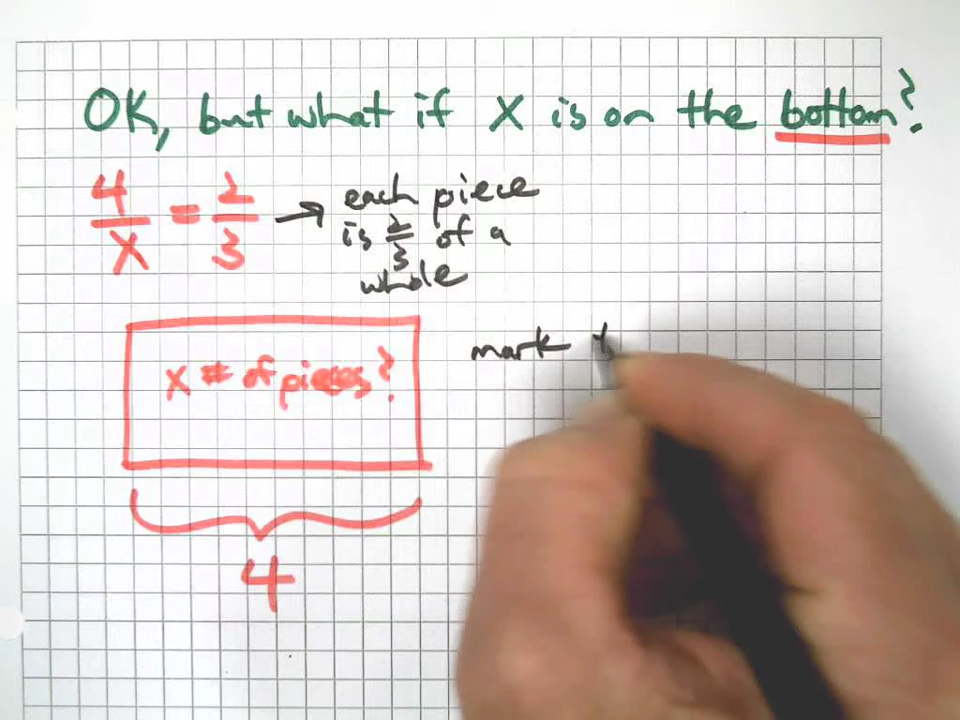 OK, but what if X is on the bottom?
4/X = 2/3 → each piece
is 2/3 of a
whole
X # of pieces?
mark
4